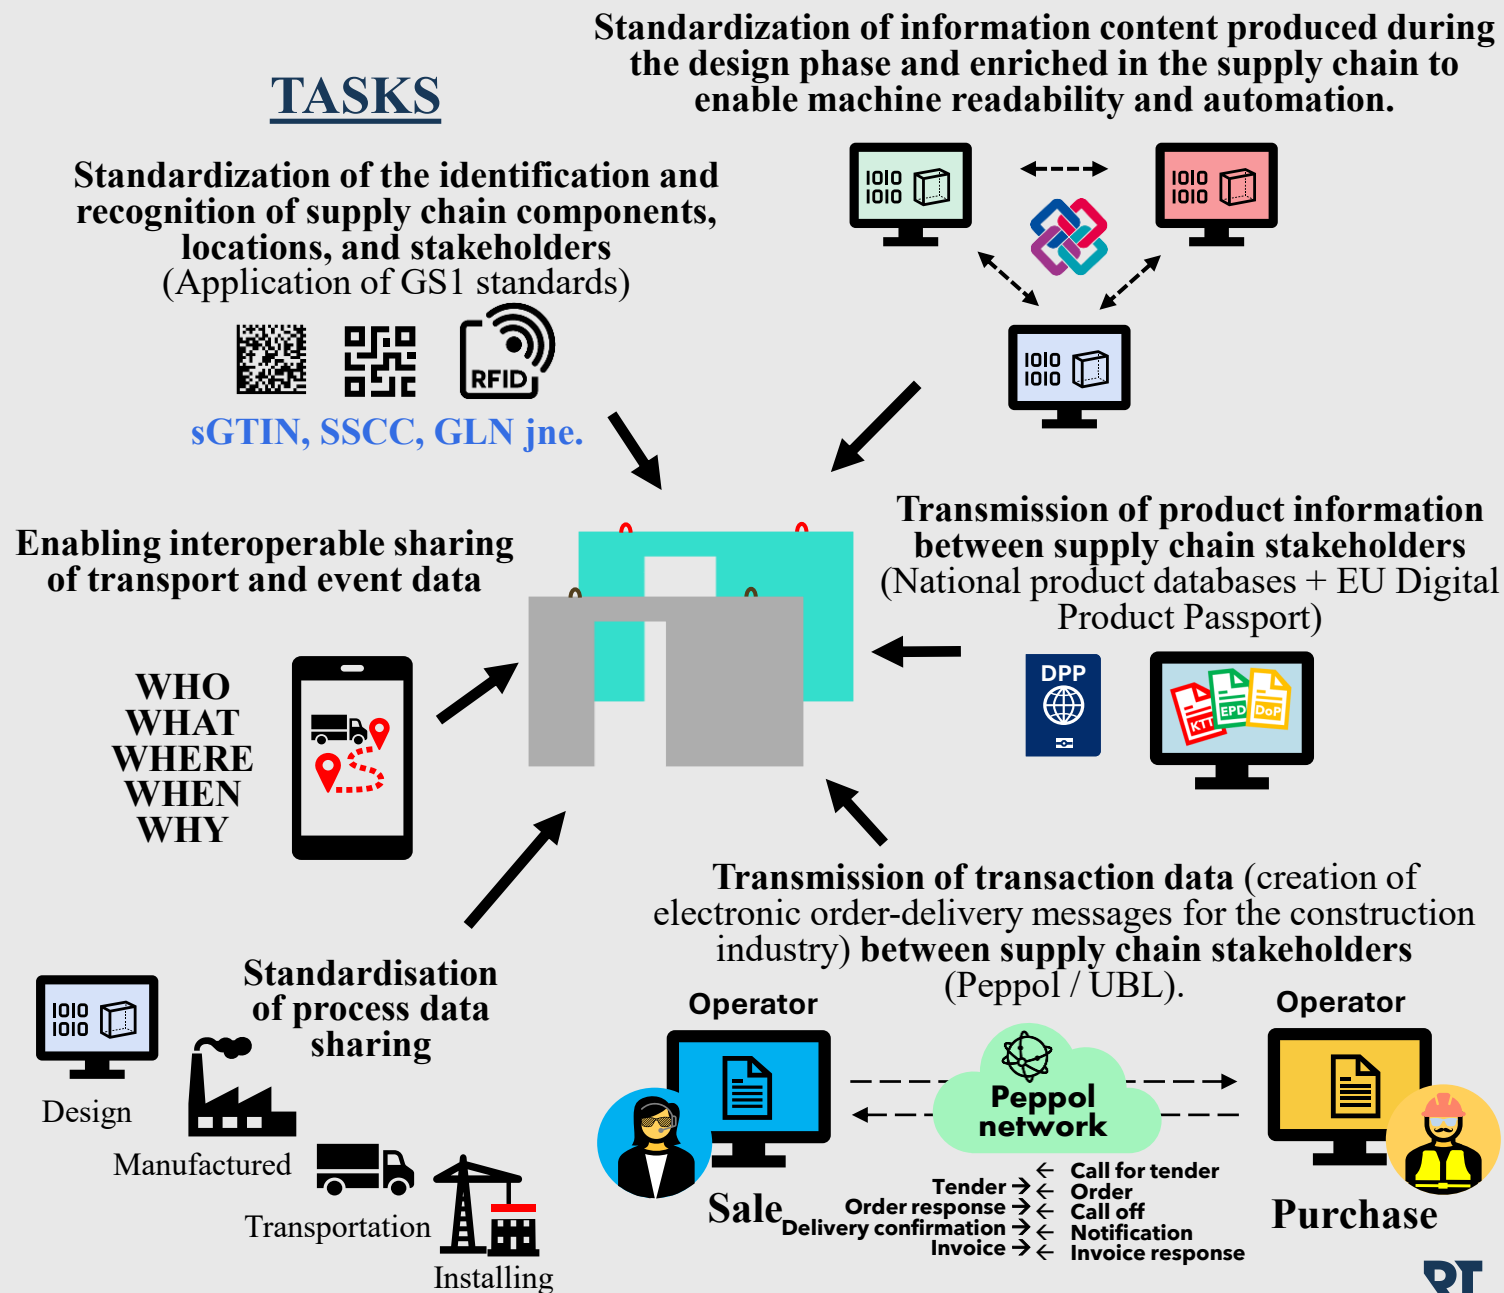 TASKS
Standardization of the identification and
recognition of supply chain components,
locations, and stakeholders
(Application of GS1 standards)
RFID
sGTIN, SSCC, GLN jne.
Standardization of information content produced during
the design phase and enriched in the supply chain to
enable machine readability and automation.
1010
1010
1010
1010
1010
1010
Enabling interoperable sharing
of transport and event data
WHO
WHAT
WHERE
WHEN
WHY
Transmission of product information
between supply chain stakeholders
(National product databases + EU Digital
Product Passport)
DPP
KTT
EPD
DoP
Standardisation
of process data
sharing
1010
1010
Design
Manufactured
Transportation
Installing
Transmission of transaction data (creation of
electronic order-delivery messages for the construction
industry) between supply chain stakeholders
(Peppol / UBL).
Operator
Sale
Peppol
network
Operator
Purchase
← Call for tender
Tender → ← Order
Order response → ← Call off
Delivery confirmation → ← Notification
Invoice → ← Invoice response
RT